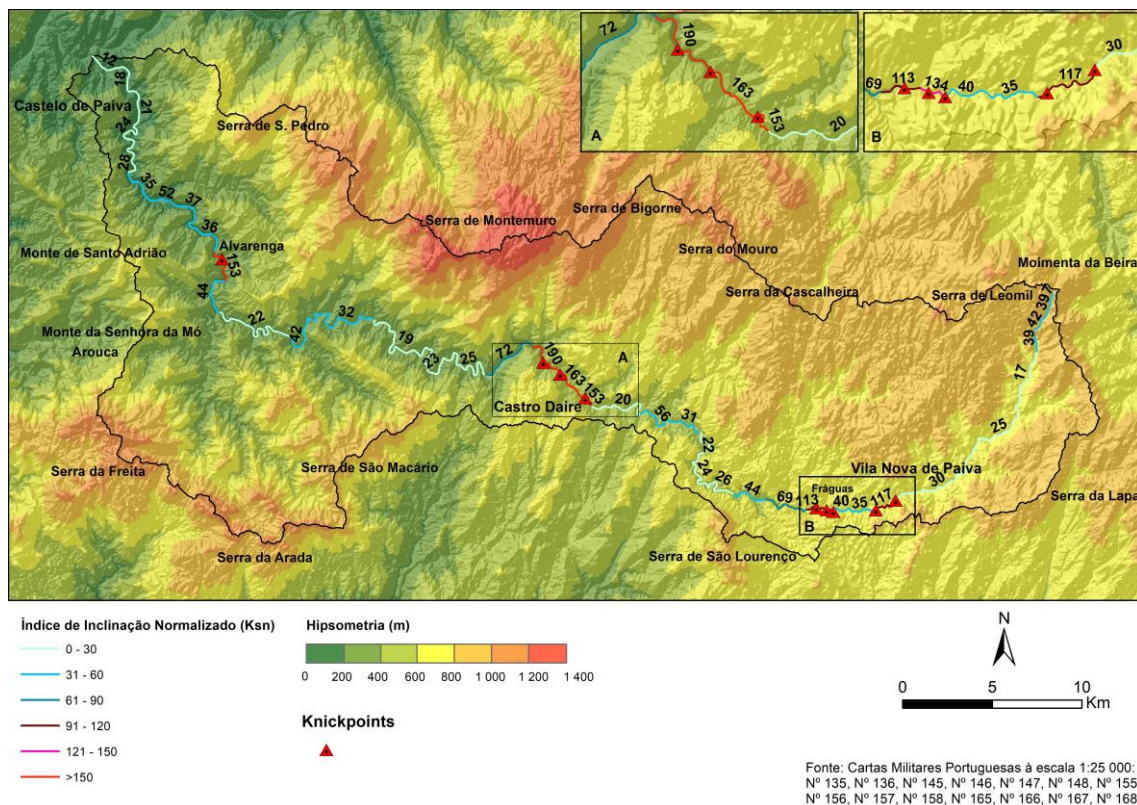 72
190
163
153
20
A
69
113
134
40
35
117
30
B
12
18
Castelo de Paiva
21
24
Serra de S. Pedro
28
35
52
37
36
Serra de Montemuro
Serra de Bigorne
Monte de Santo Adrião
Alvarenga
153
Serra do Mouro
Moimenta da Beira
44
Serra da Cascalheira
Serra de Leomil
Monte da Senhora da Mó
Arouca
22
42
32
19
23
25
72
190
163
153
A
Castro Daire
20
56
31
22
24
26
44
69
113
40
35
117
Fráguas
B
Vila Nova de Paiva
30
25
17
39
42
39
Serra da Freita
Serra de São Macário
Serra da Lapa
Serra da Arada
Serra de São Lourenço
Índice de Inclinação Normalizado (Ksn)
0 - 30
31 - 60
61 - 90
91 - 120
121 - 150
>150
Hipsometria (m)
0 200 400 600 800 1 000 1 200 1 400
Knickpoints
N
0 5 10
Km
Fonte: Cartas Militares Portuguesas à escala 1:25 000:
Nº 135, Nº 136, Nº 145, Nº 146, Nº 147, Nº 148, Nº 155
Nº 156, Nº 157, Nº 158, Nº 165, Nº 166, Nº 167, Nº 168